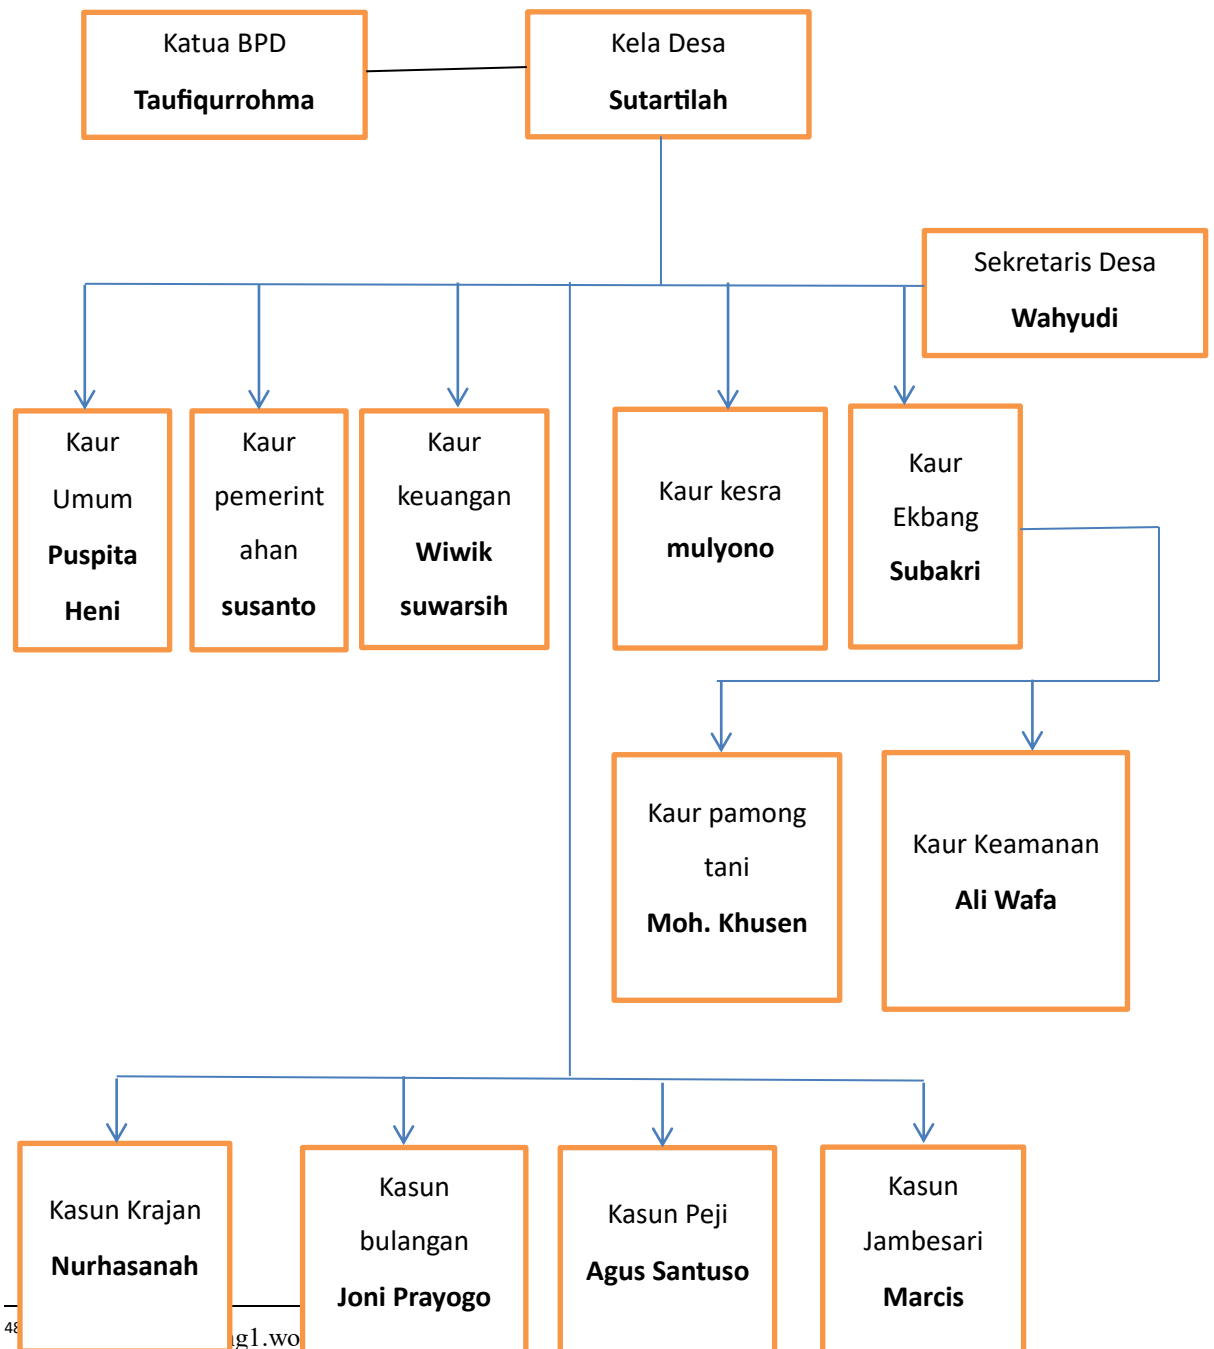 Katua BPD
Taufiqurrohma
Kela Desa
Sutartilah
Sekretaris Desa
Wahyudi
Kaur
Umum
Puspita
Heni
Kaur
pemerint
ahan
susanto
Kaur
keuangan
Wiwik
suwarsih
Kaur kesra
mulyono
Kaur
Ekbang
Subakri
Kaur pamong
tani
Moh. Khusen
Kaur Keamanan
Ali Wafa
Kasun Krajan
Nurhasanah
Kasun
bulangan
Joni Prayogo
Kasun Peji
Agus Santuso
Kasun
Jambesari
Marcis
g1.wo